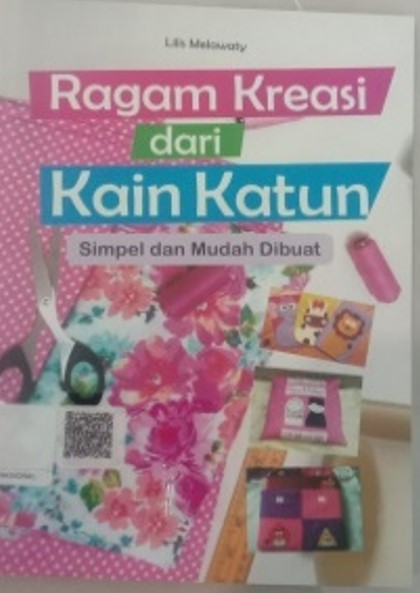 Lilis Melawaty
Ragam Kreasi
dari
Kain Katun
Simpel dan Mudah Dibuat